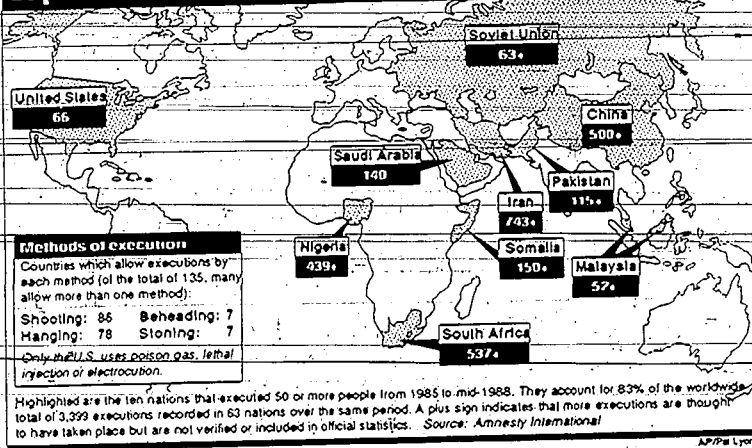 Soviet Union
63+
United States
66
China
500+
Saudi Arabia
140
Pakistan
115+
Iran
743+
Nigeria
439+
Somalia
150+
Malaysia
52+
South Africa
537+
Methods of execution
Countries which allow executions by
each method (of the total of 135, many
allow more than one method):
Shooting: 86 Beheading: 7
Hanging: 78 Stoning: 7
Only the U.S. uses poison gas, lethal
injection or electrocution.
Highlighted are the ten nations that executed 50 or more people from 1985 to mid-1988. They account for 83% of the worldwide
total of 3,399 executions recorded in 63 nations over the same period. A plus sign indicates that more executions are thought
to have taken place but are not verified or included in official statistics. Source: Amnesty International
AP/Pat Lyons